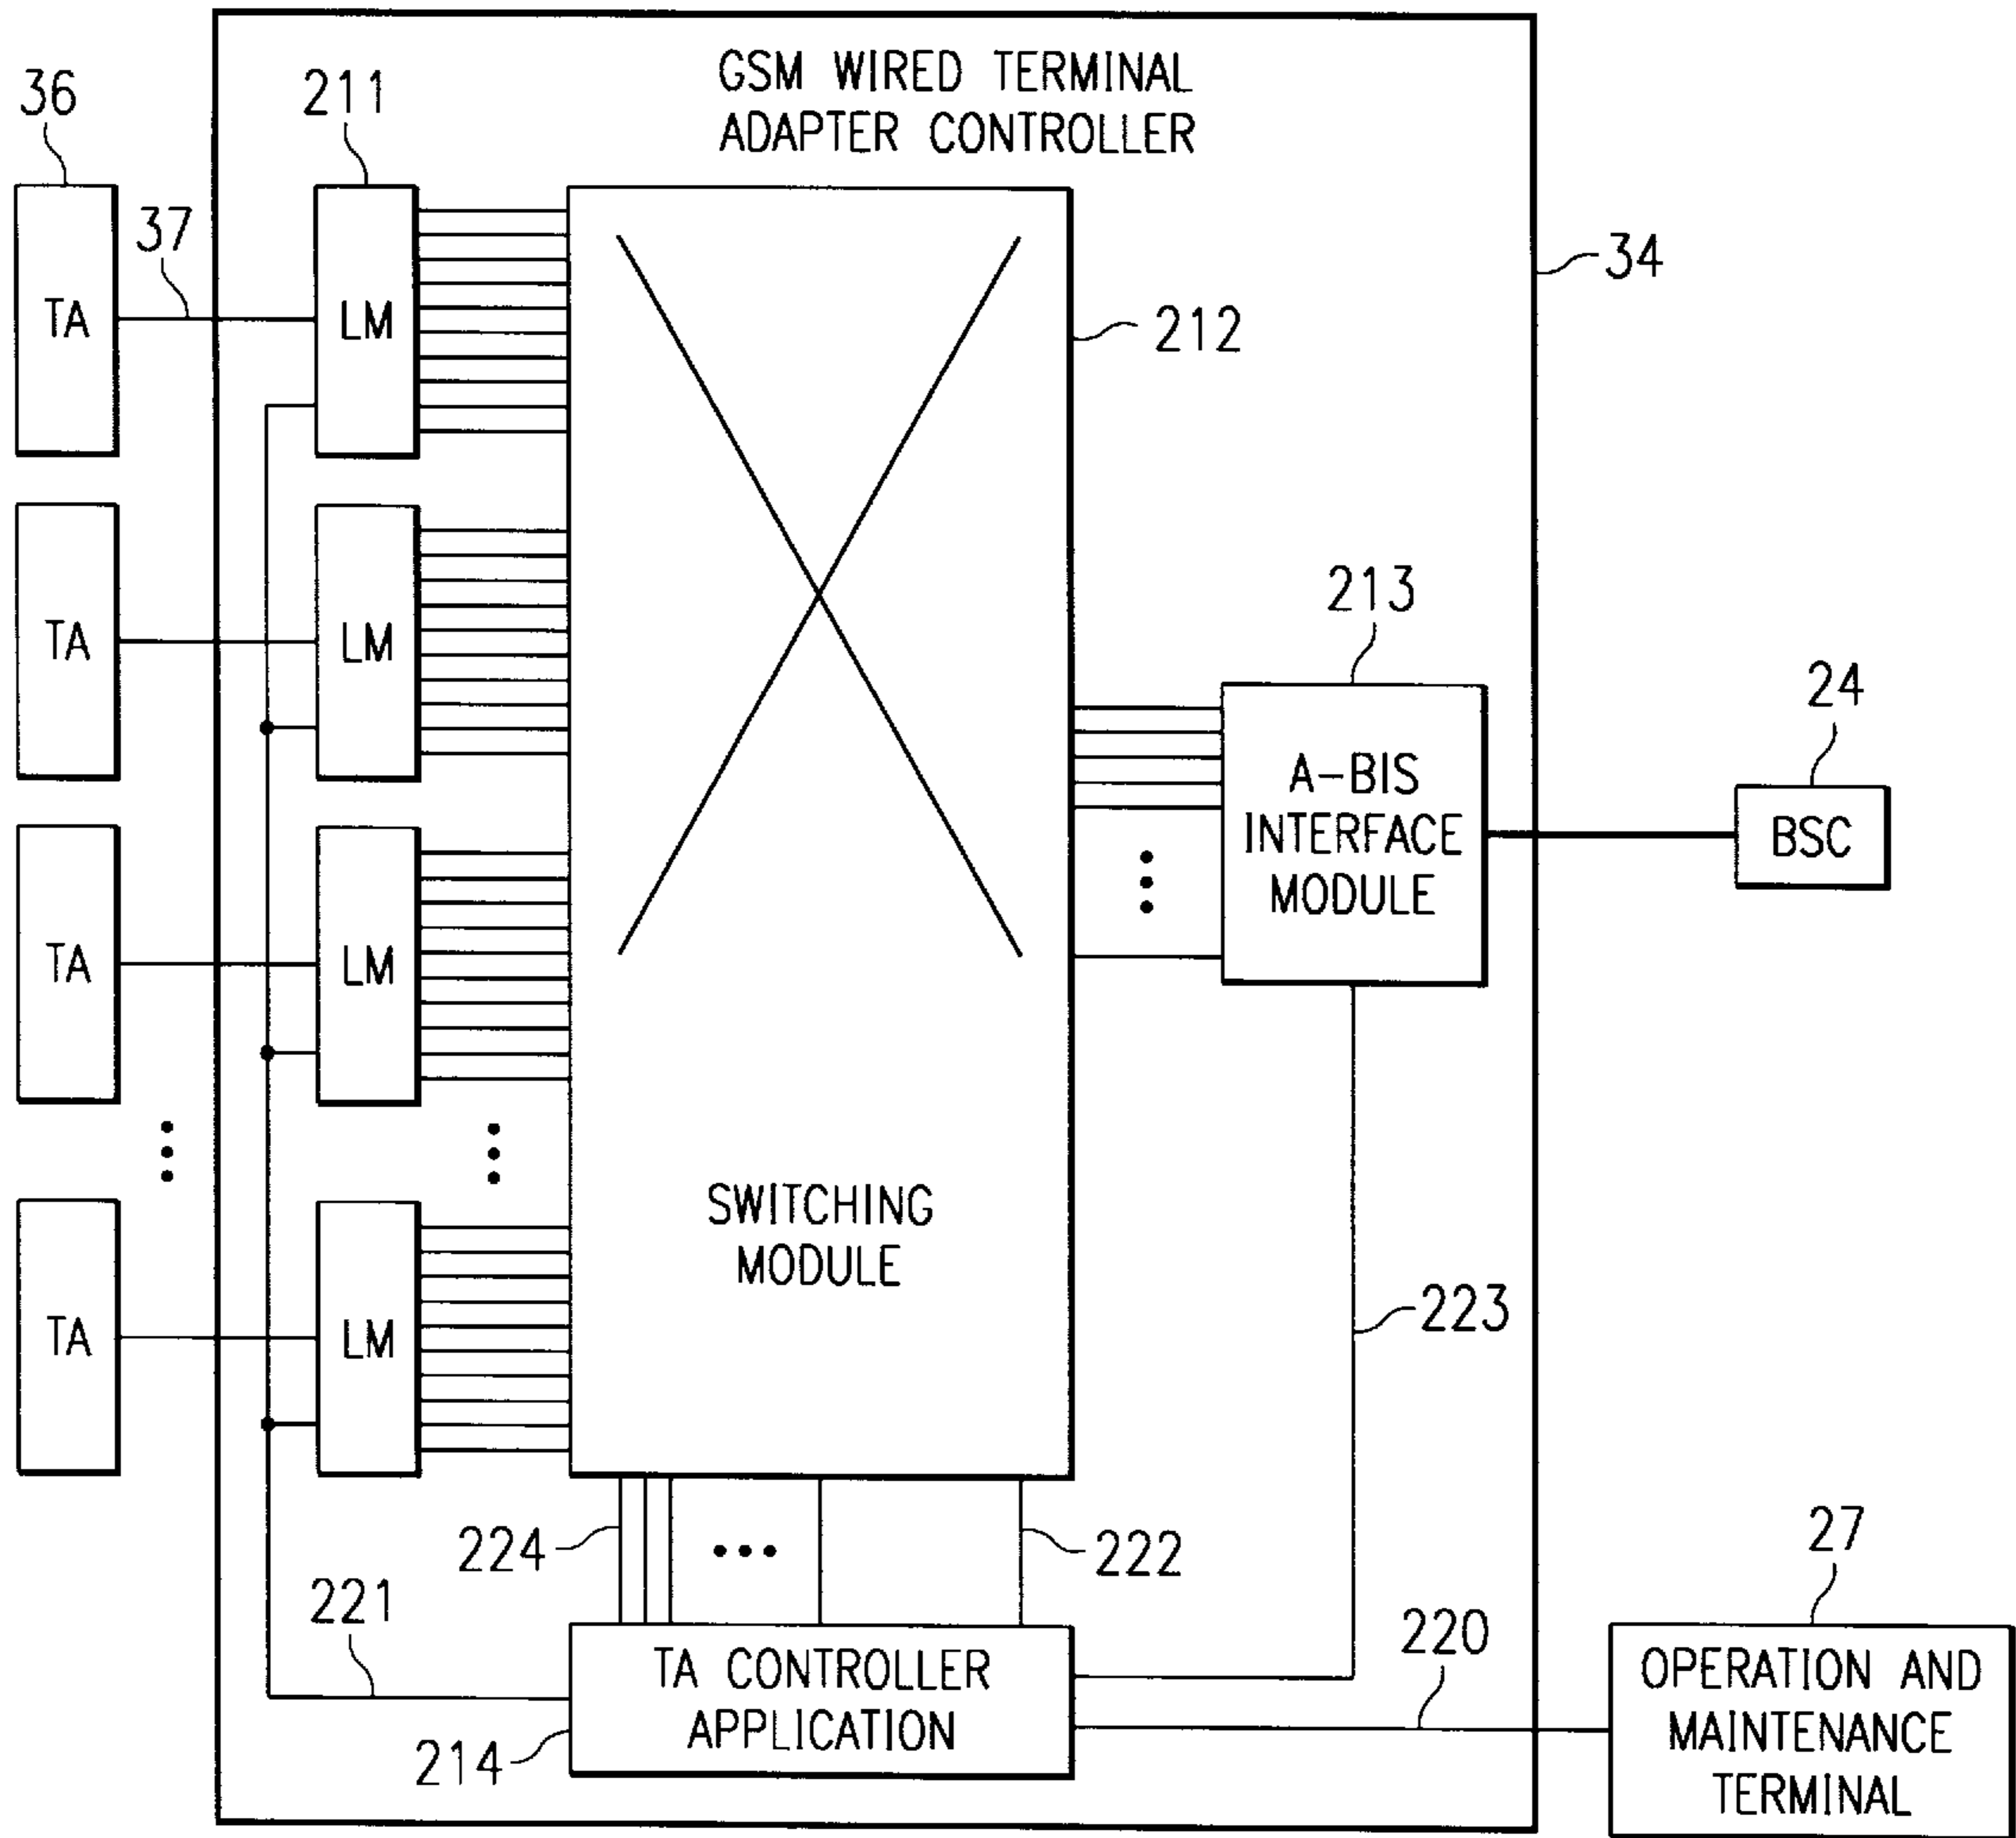 GSM WIRED TERMINAL
ADAPTER CONTROLLER
36
211
37
34
TA
LM
212
TA
LM
213
24
A-BIS
INTERFACE
MODULE
BSC
TA
LM
SWITCHING
MODULE
TA
LM
223
224
222
27
221
220
TA CONTROLLER
APPLICATION
214
OPERATION AND
MAINTENANCE
TERMINAL